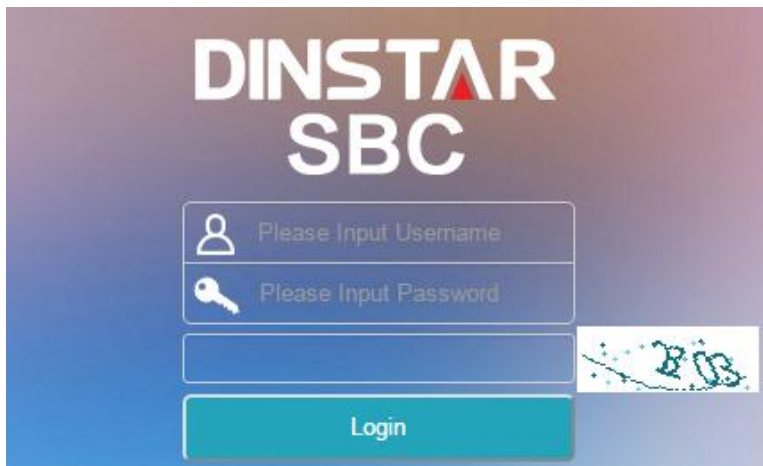 DINSTAR
SBC
Please Input Username
Please Input Password
Login